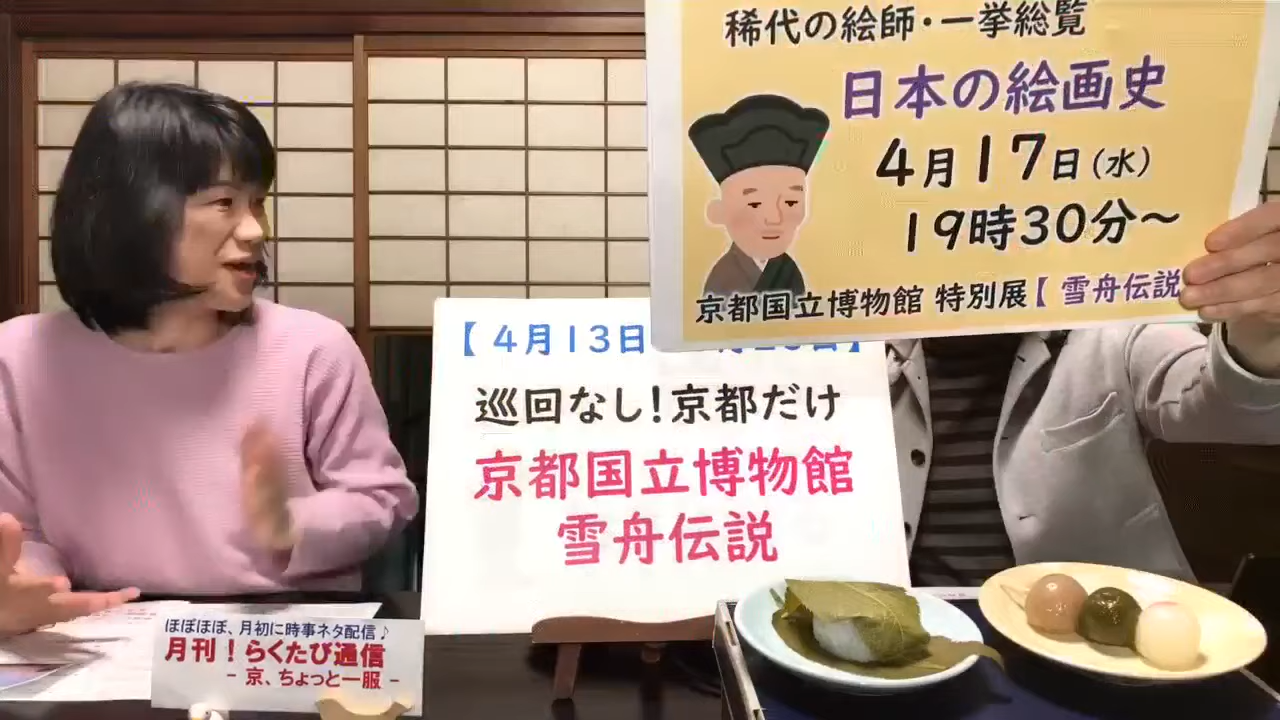 稀代の絵師・一挙総覧
日本の絵画史
4月17日(水)
19時30分～
京都国立博物館 特別展【雪舟伝説
【4月13日
日】
巡回なし！京都だけ
京都国立博物館
雪舟伝説
ほぼほぼ、月初に時事ネタ配信♪
月刊！らくたび通信
- 京、ちょっと一服 -